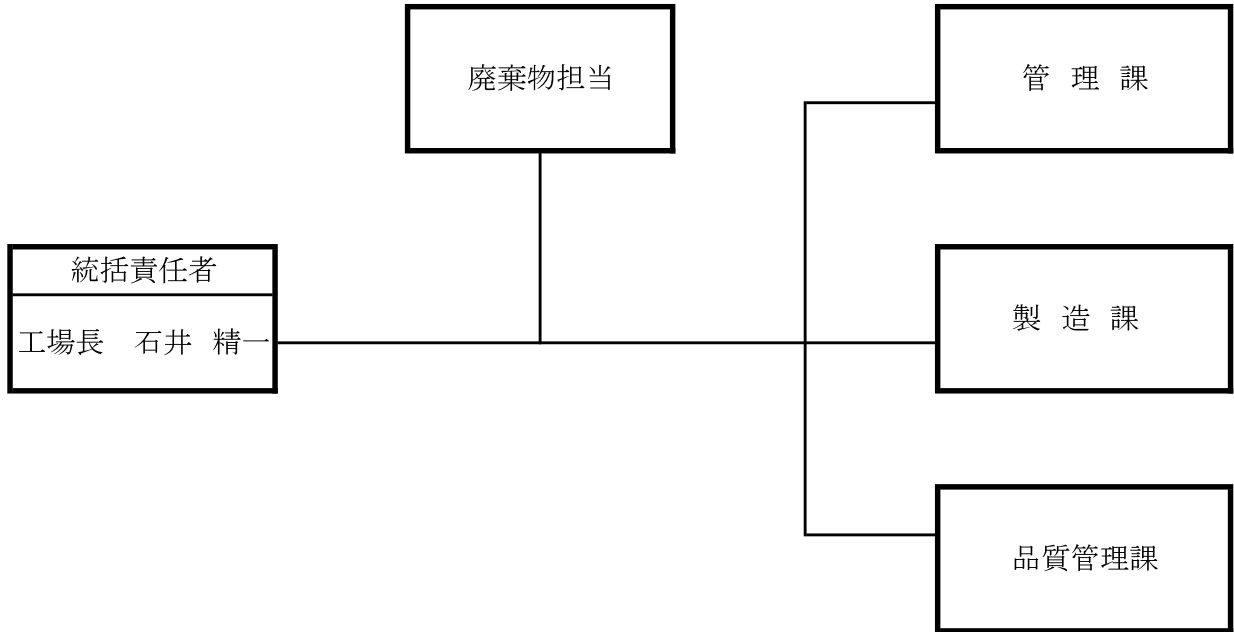 廃棄物担当
管 理 課
統括責任者
工場長 石井 精一
製 造 課
品質管理課